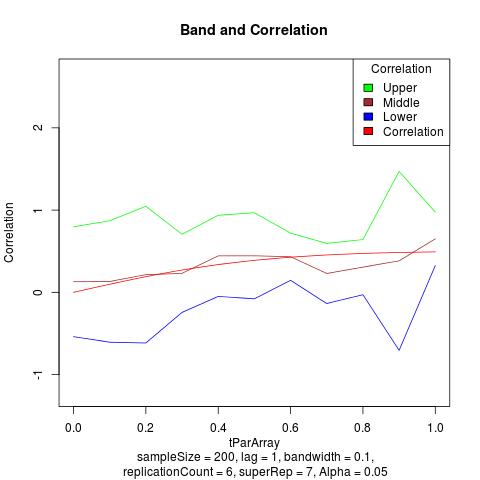 Band and Correlation
Correlation
Upper
Middle
Lower
Correlation
Correlation
2
1
0
-1
0.0 0.2 0.4 0.6 0.8 1.0
tParArray
sampleSize = 200, lag = 1, bandwidth = 0.1,
replicationCount = 6, superRep = 7, Alpha = 0.05